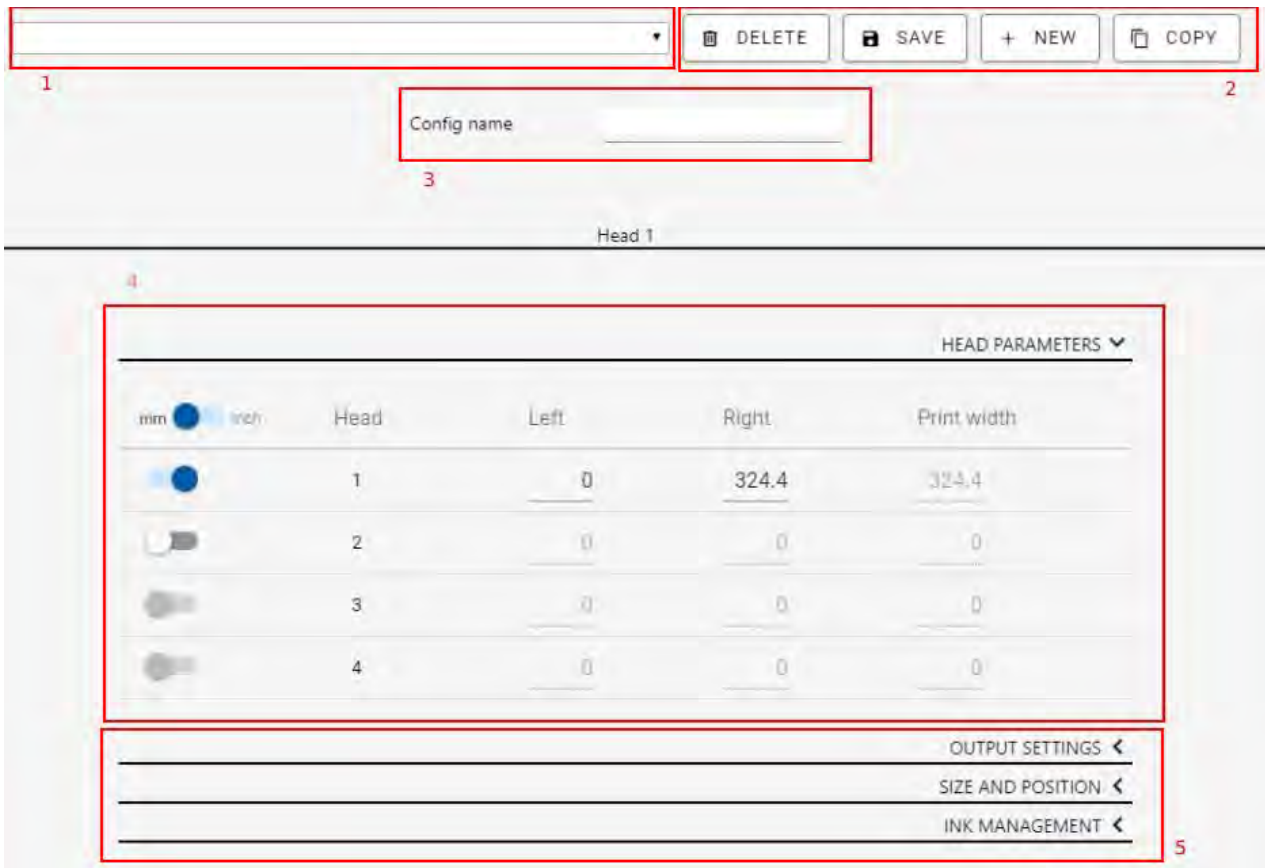 DELETE SAVE + NEW COPY
1
2
Config name
3
Head 1
4
HEAD PARAMETERS
mm inch Head Left Right Print width
1 0 324.4 324.4
2 0 0 0
3 0 0 0
4 0 0 0
OUTPUT SETTINGS
SIZE AND POSITION
INK MANAGEMENT
5